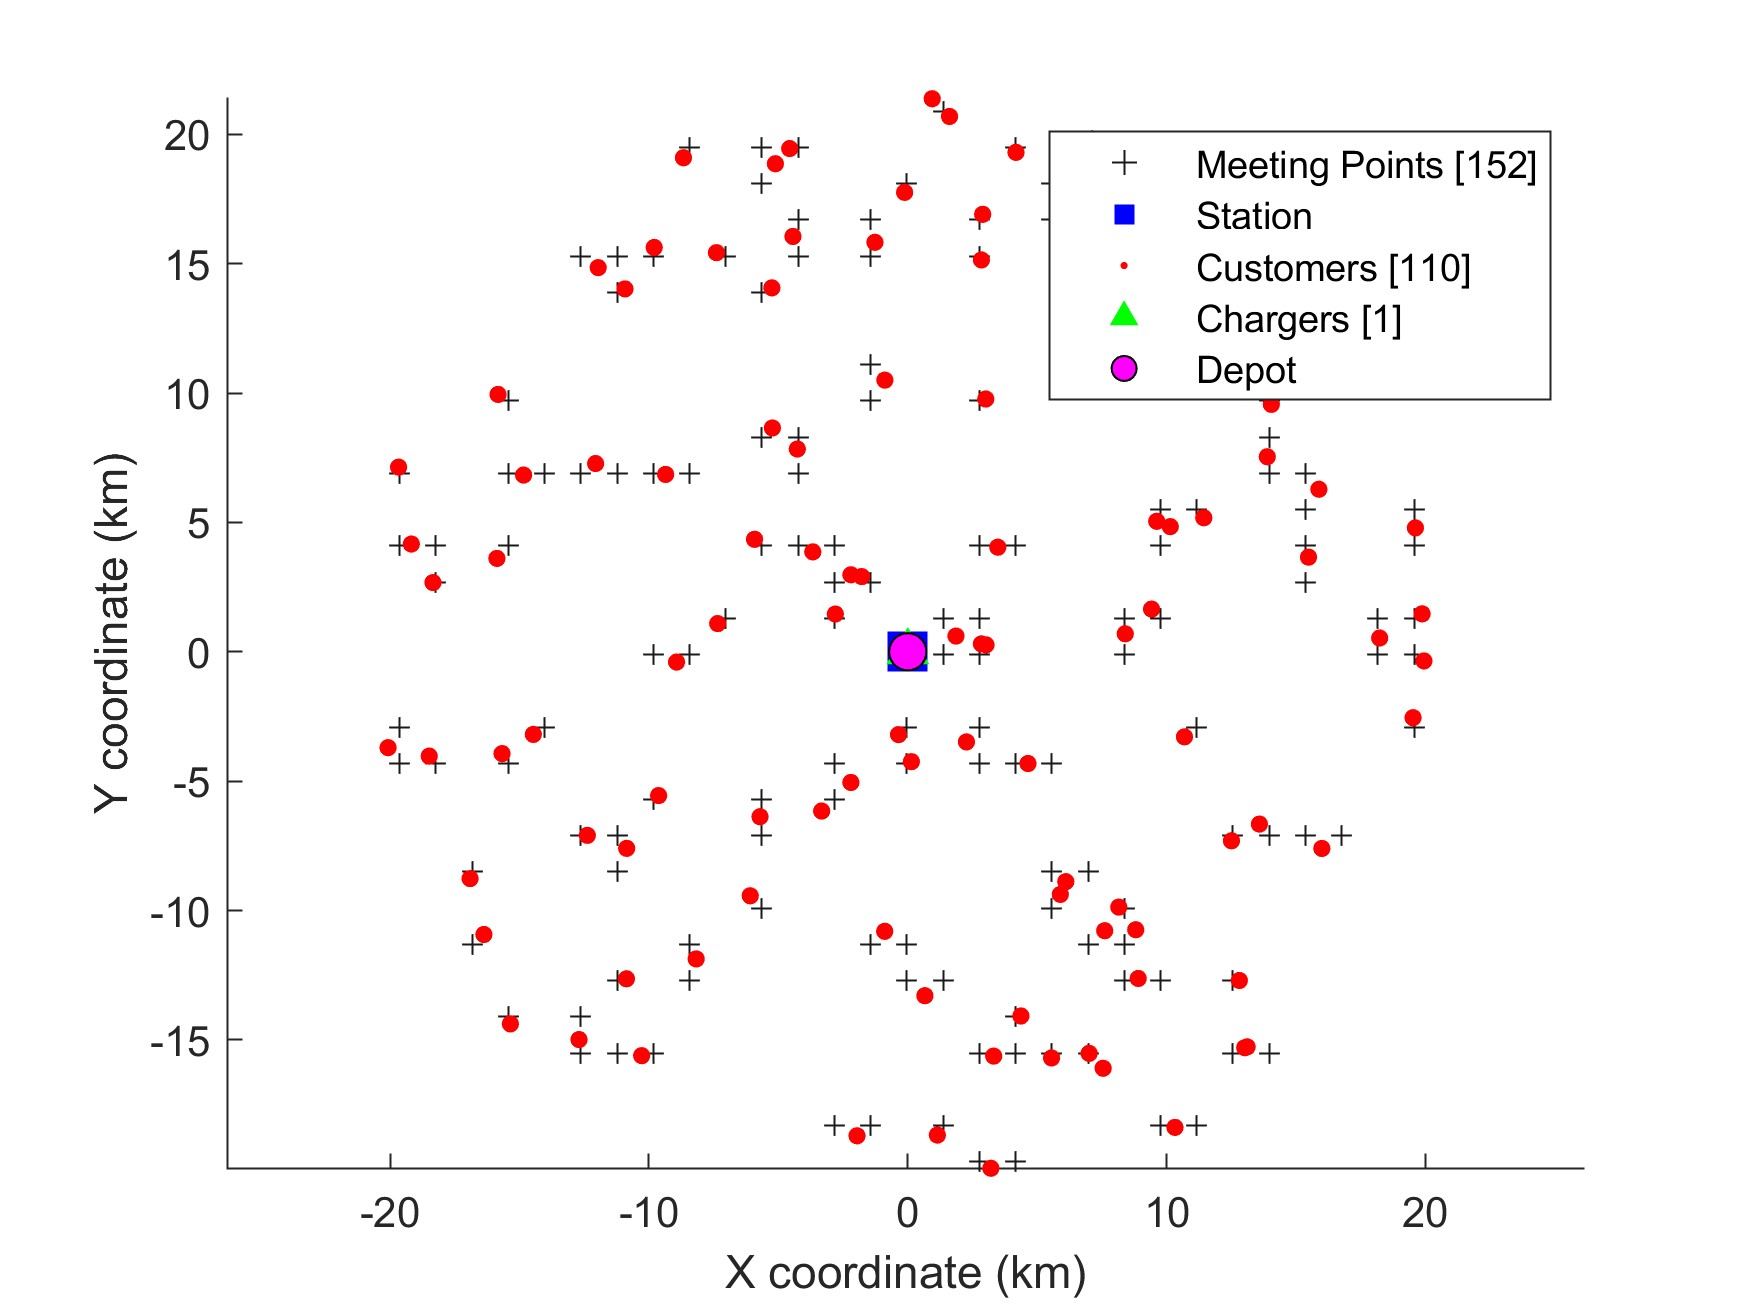 20
15
10
5
0
-5
-10
-15
-20
-10
0
10
20
X coordinate (km)
Y coordinate (km)
Meeting Points [152]
Station
Customers [110]
Chargers [1]
Depot